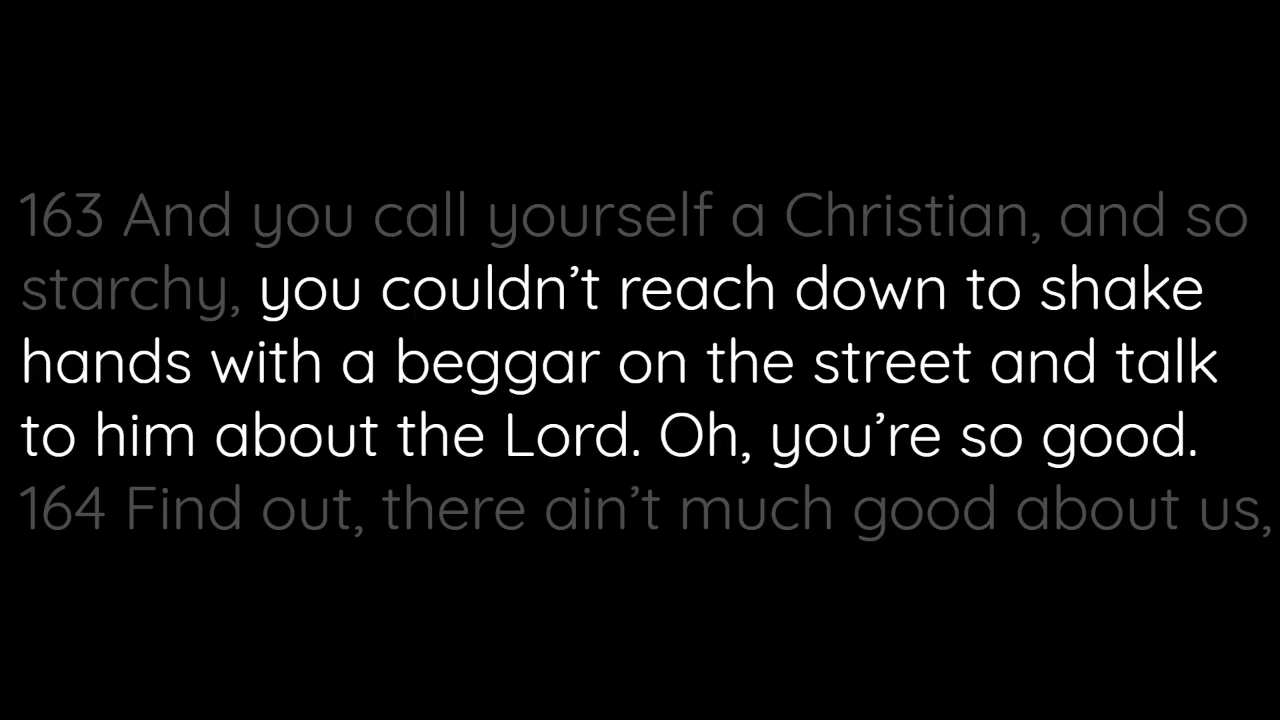 163 And you call yourself a Christian, and so
starchy, you couldn’t reach down to shake
hands with a beggar on the street and talk
to him about the Lord. Oh, you’re so good.
164 Find out, there ain’t much good about us,